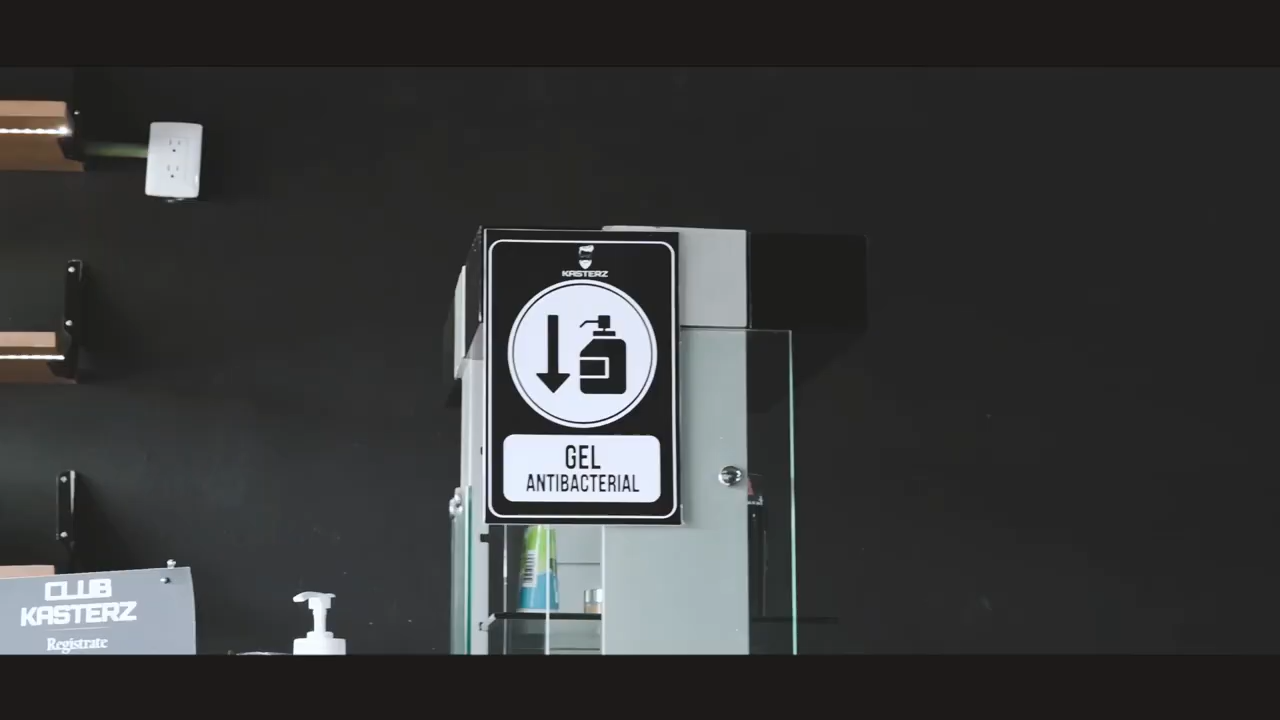 KASTERZ
GEL
ANTIBACTERIAL
CLUB
KASTERZ
Registrate